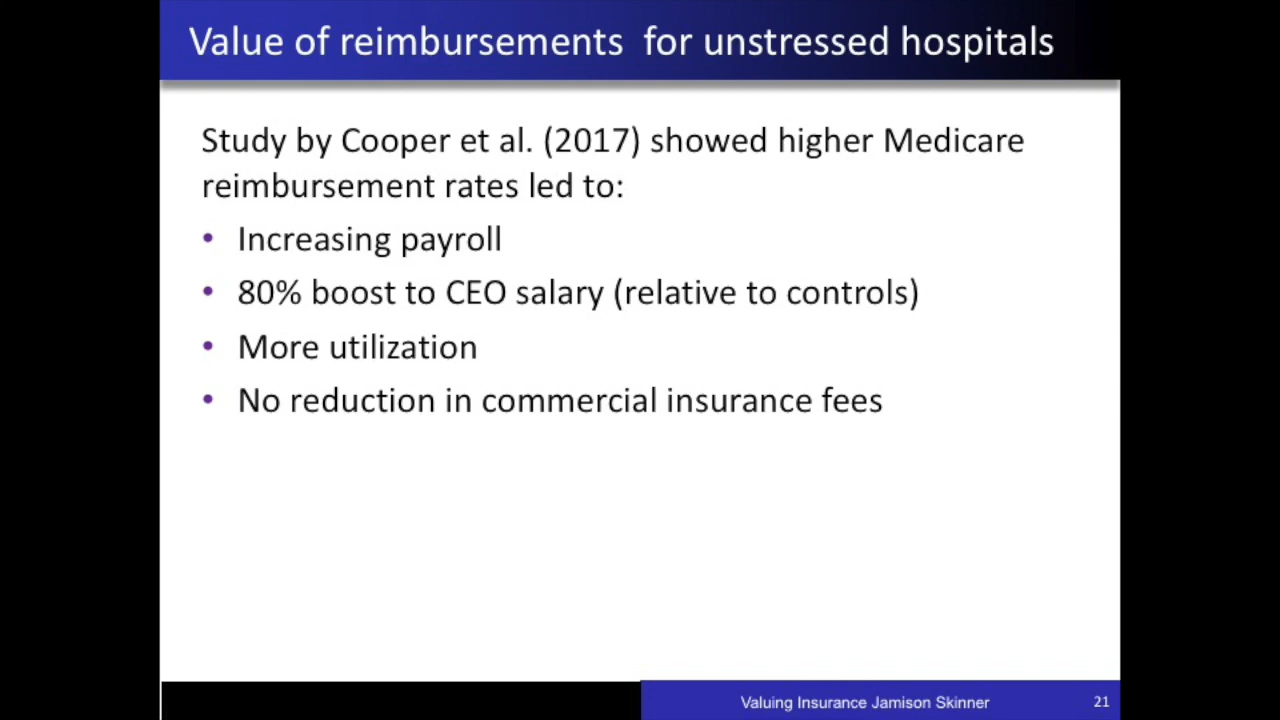 Value of reimbursements for unstressed hospitals
Study by Cooper et al. (2017) showed higher Medicare
reimbursement rates led to:
• Increasing payroll
• 80% boost to CEO salary (relative to controls)
• More utilization
• No reduction in commercial insurance fees
Valuing Insurance Jamison Skinner
21